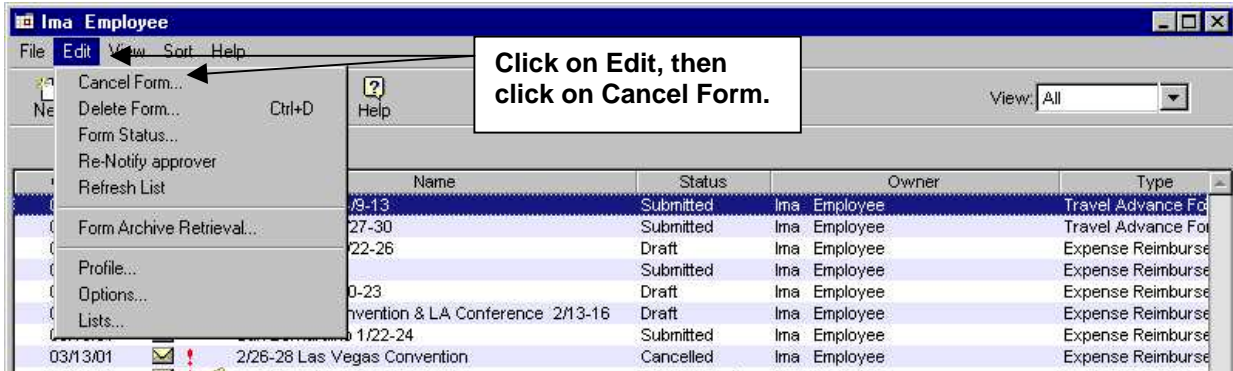 Ima Employee
File Edit View Sort Help
Click on Edit, then
click on Cancel Form.
Cancel Form...
Delete Form... Ctrl+D
Form Status...
Re-Notify approver
Refresh List
Form Archive Retrieval...
Profile...
Options...
Lists...
Ne
Help
View: All
Name Status Owner Type
/9-13 Submitted Ima Employee Travel Advance Fo
27-30 Submitted Ima Employee Travel Advance For
/22-26 Draft Ima Employee Expense Reimburse
Submitted Ima Employee Expense Reimburse
0-23 Draft Ima Employee Expense Reimburse
nvention & LA Conference 2/13-16 Draft Ima Employee Expense Reimburse
1/22-24 Submitted Ima Employee Expense Reimburse
03/13/01 2/26-28 Las Vegas Convention Cancelled Ima Employee Expense Reimburse